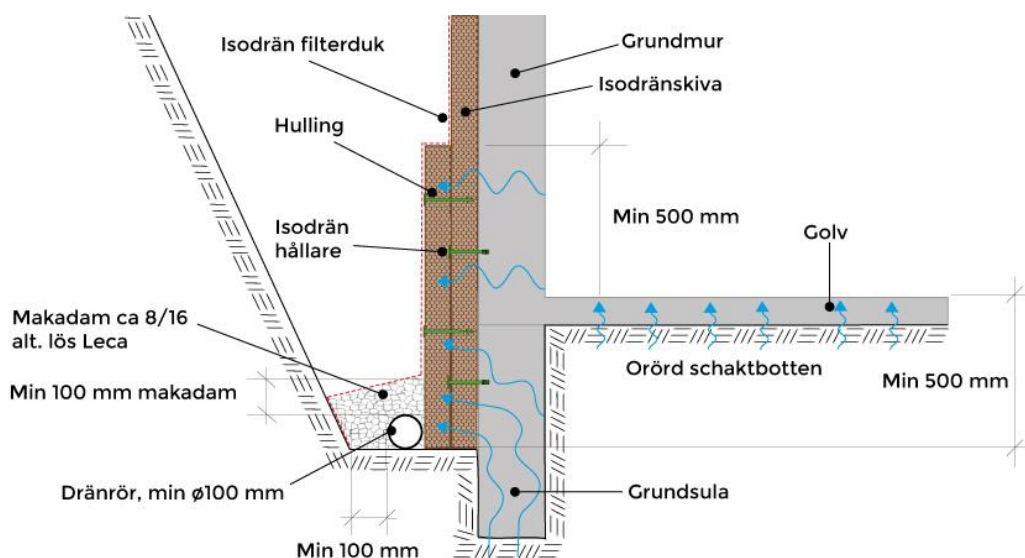 Isodrän filterduk
Grundmur
Isodränskiva
Hulling
Min 500 mm
Isodrän
hållare
Golv
Makadam ca 8/16
alt. lös Leca
Orörd schaktbotten
Min 500 mm
Min 100 mm makadam
Dränrör, min ø100 mm
Grundsula
Min 100 mm